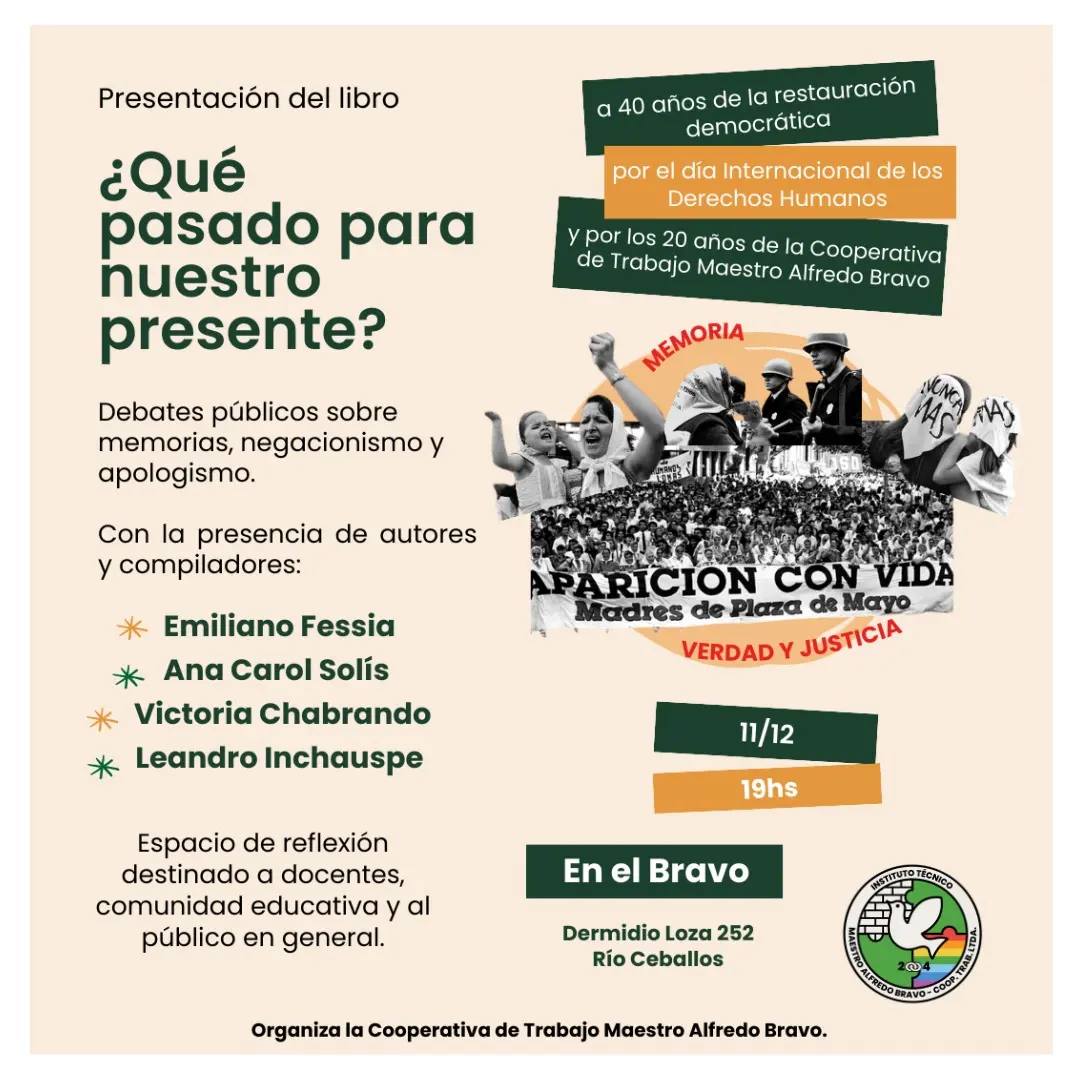 Presentación del libro
¿Qué
pasado para
nuestro
presente?
Debates públicos sobre
memorias, negacionismo y
apologismo.
Con la presencia de autores
y compiladores:
Emiliano Fessia
Ana Carol Solís
Victoria Chabrando
Leandro Inchauspe
Espacio de reflexión
destinado a docentes,
comunidad educativa y al
público en general.
a 40 años de la restauración
democrática
por el día Internacional de los
Derechos Humanos
y por los 20 años de la Cooperativa
de Trabajo Maestro Alfredo Bravo
MEMORIA
NUNCA
MAS
MAS
APARICION CON VIDA
Madres de Plaza de Mayo
VERDAD Y JUSTICIA
11/12
19hs
En el Bravo
Dermidio Loza 252
Río Ceballos
INSTITUTO TÉCNICO
MAESTRO ALFREDO BRAVO - COOP. TRAB. LTDA.
Organiza la Cooperativa de Trabajo Maestro Alfredo Bravo.